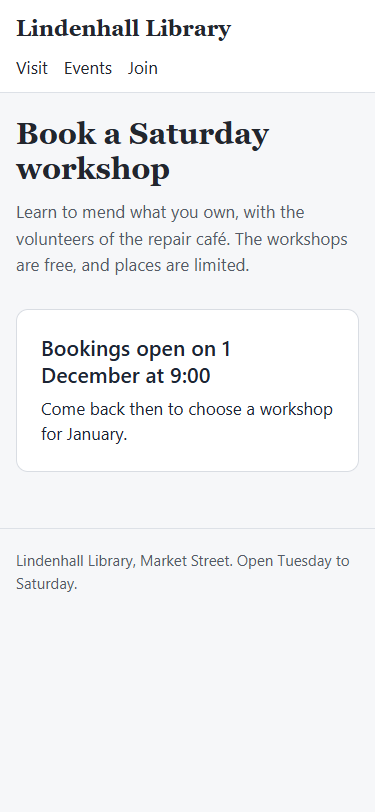 Lindenhall Library
Visit Events Join
Book a Saturday
workshop
Learn to mend what you own, with the
volunteers of the repair café. The workshops
are free, and places are limited.
Bookings open on 1
December at 9:00
Come back then to choose a workshop
for January.
Lindenhall Library, Market Street. Open Tuesday to
Saturday.